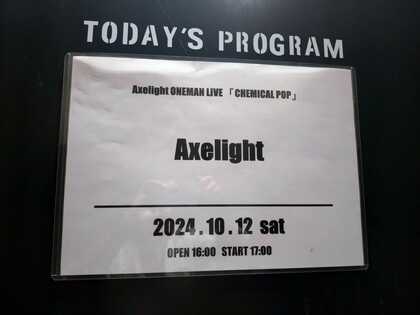 TODAY'S PROGRAM
Axelight ONEMAN LIVE 「CHEMICAL POP」
Axelight
2024.10.12 sat
OPEN 16:00 START 17:00